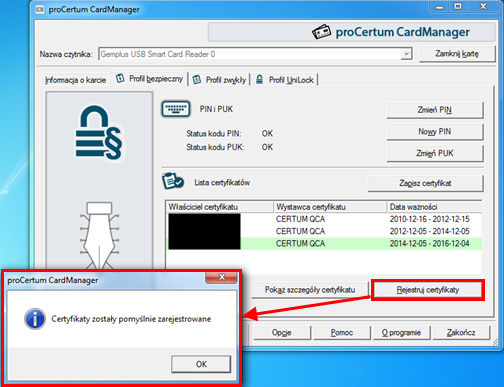 proCertum CardManager
proCertum CardManager
Nazwa czytnika: Gemplus USB Smart Card Reader 0 Zamknij kartę
Informacja o karcie Profil bezpieczny Profil zwykły Profil UniLock
PIN i PUK Zmień PIN
Status kodu PIN: OK Nowy PIN
Status kodu PUK: OK Zmień PUK
Lista certyfikatów Zapisz certyfikat
Właściciel certyfikatu Wystawca certyfikatu Data ważności
CERTUM QCA 2010-12-16 - 2012-12-15
CERTUM QCA 2012-12-05 - 2014-12-05
CERTUM QCA 2014-12-05 - 2016-12-04
Pokaż szczegóły certyfikatu Rejestruj certyfikaty
Opcje Pomoc O programie Zakończ
proCertum CardManager
Certyfikaty zostały pomyślnie zarejestrowane
OK